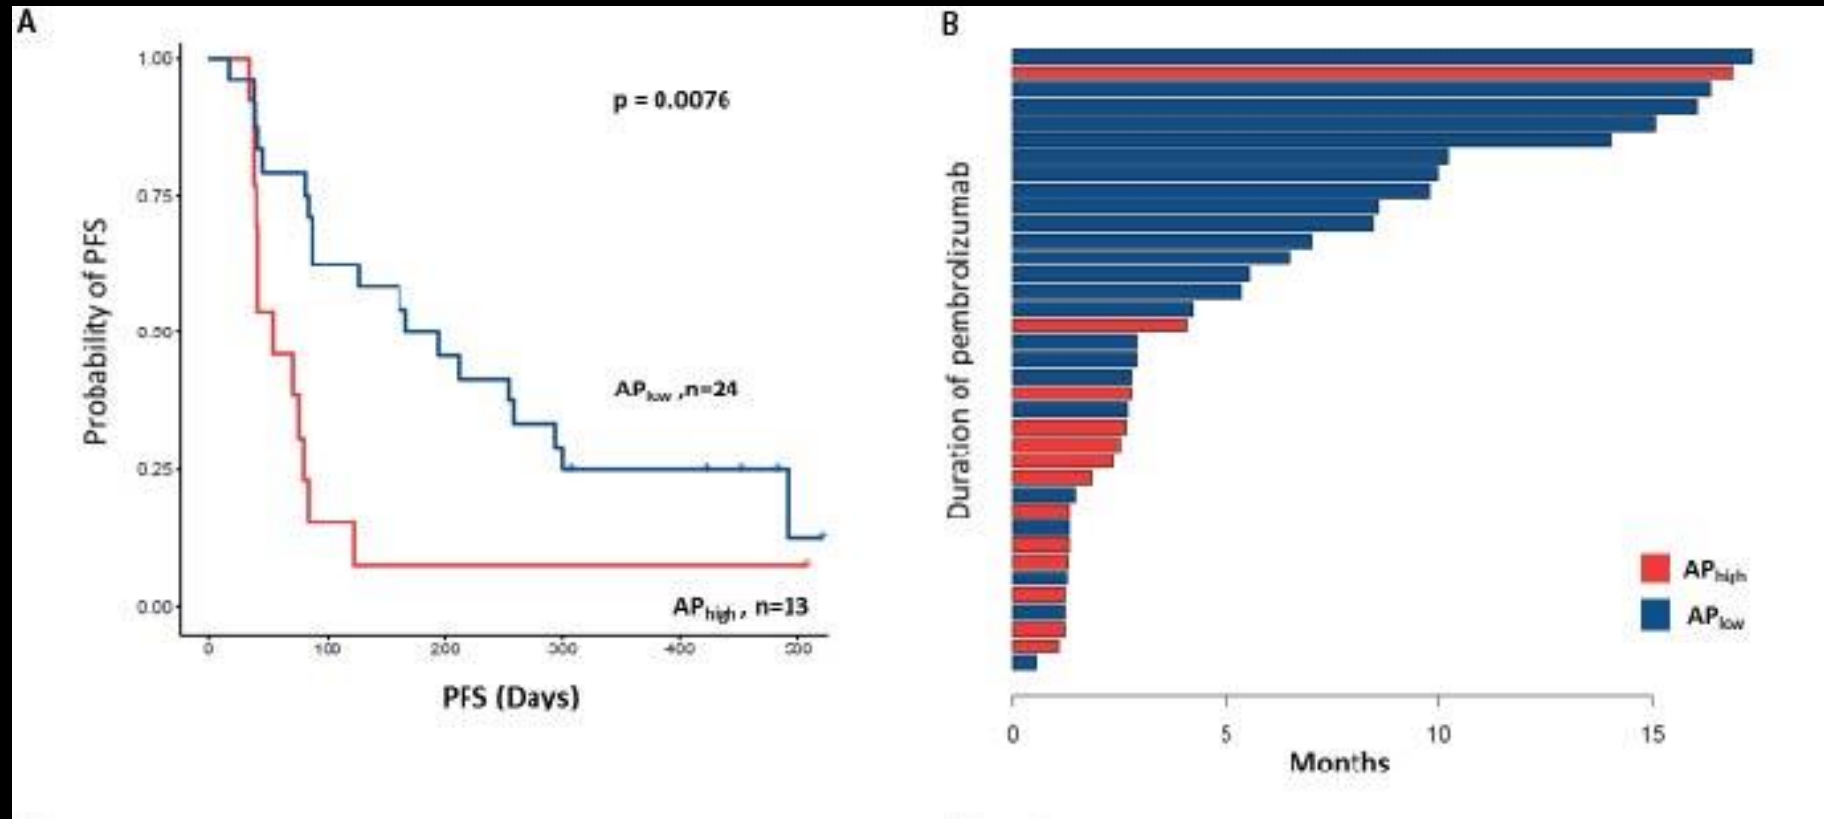 A
1.00
0.75
0.50
0.25
0.00
Probability of PFS
p = 0.0076
APlow ,n=24
APhigh, n=13
0 100 200 300 400 500
PFS (Days)
B
Duration of pembrolizumab
APhigh
APlow
0 5 10 15
Months